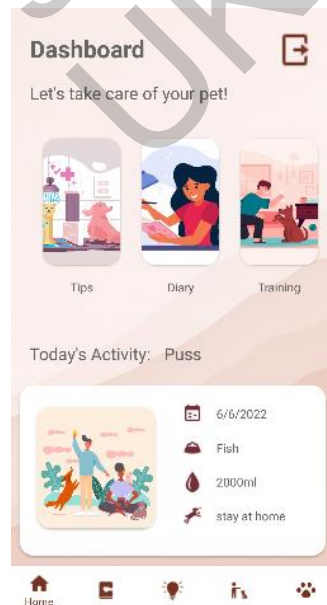 Dashboard
Let's take care of your pet!
Tips Diary Training
Today's Activity: Puss
6/6/2022
Fish
2000ml
stay at home
Home